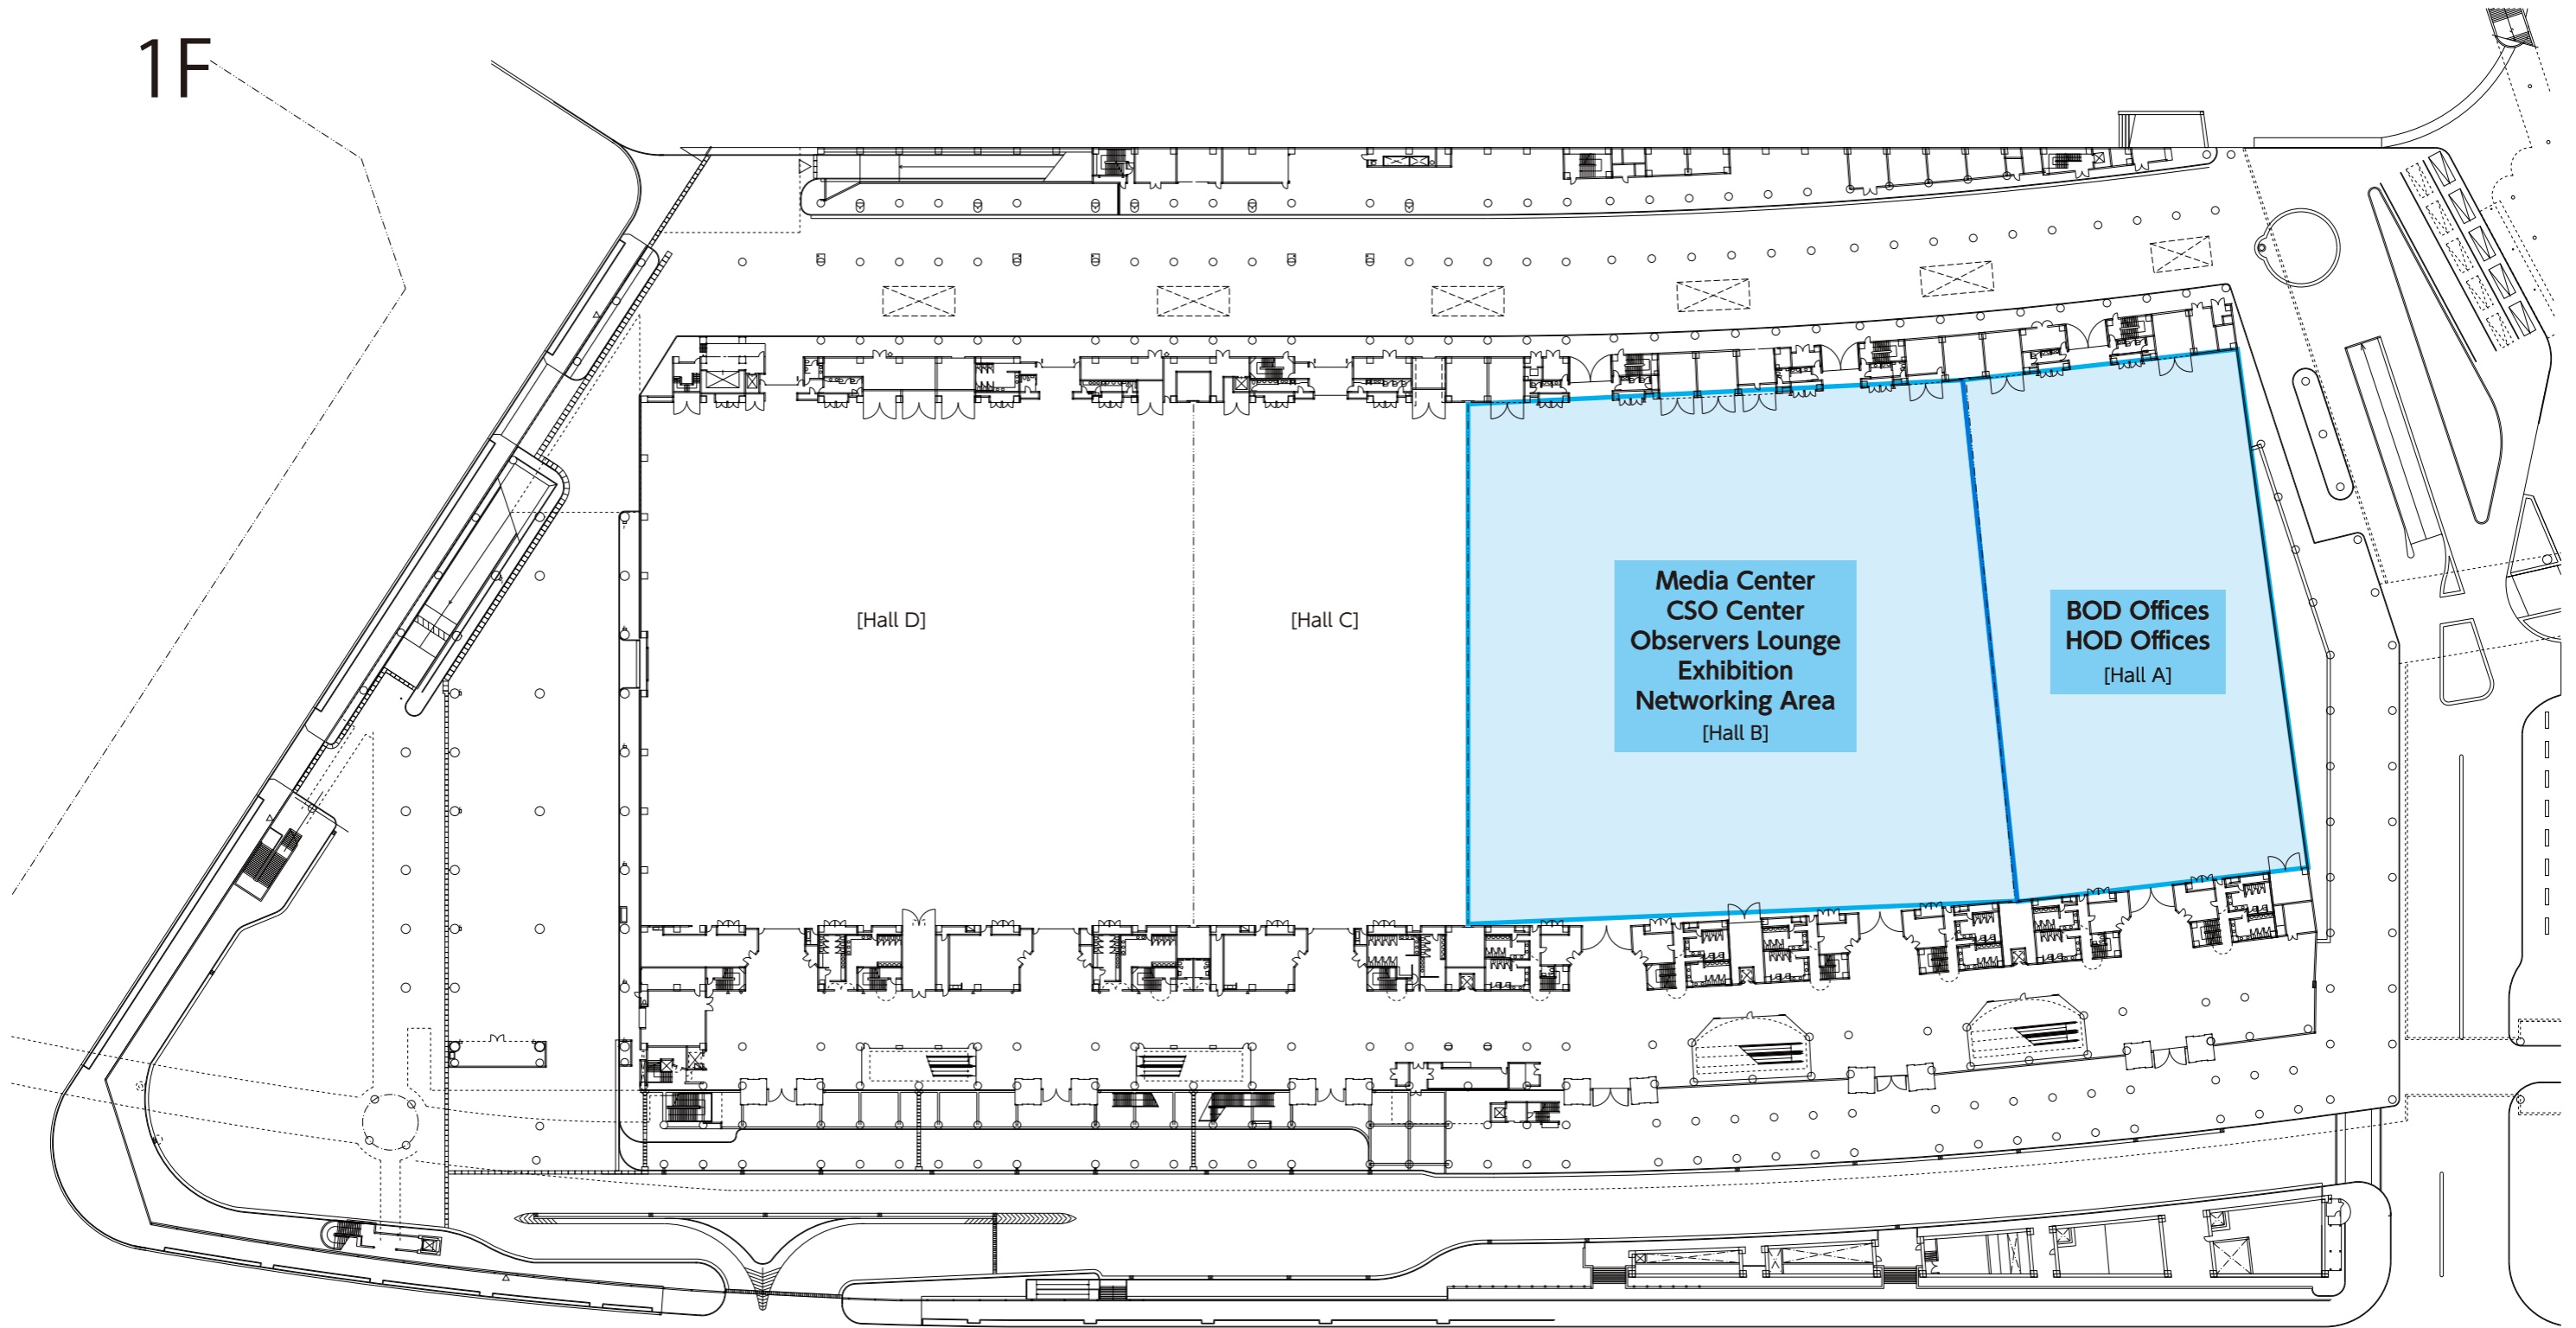 1F
[Hall D]
[Hall C]
Media Center
CSO Center
Observers Lounge
Exhibition
Networking Area
[Hall B]
BOD Offices
HOD Offices
[Hall A]